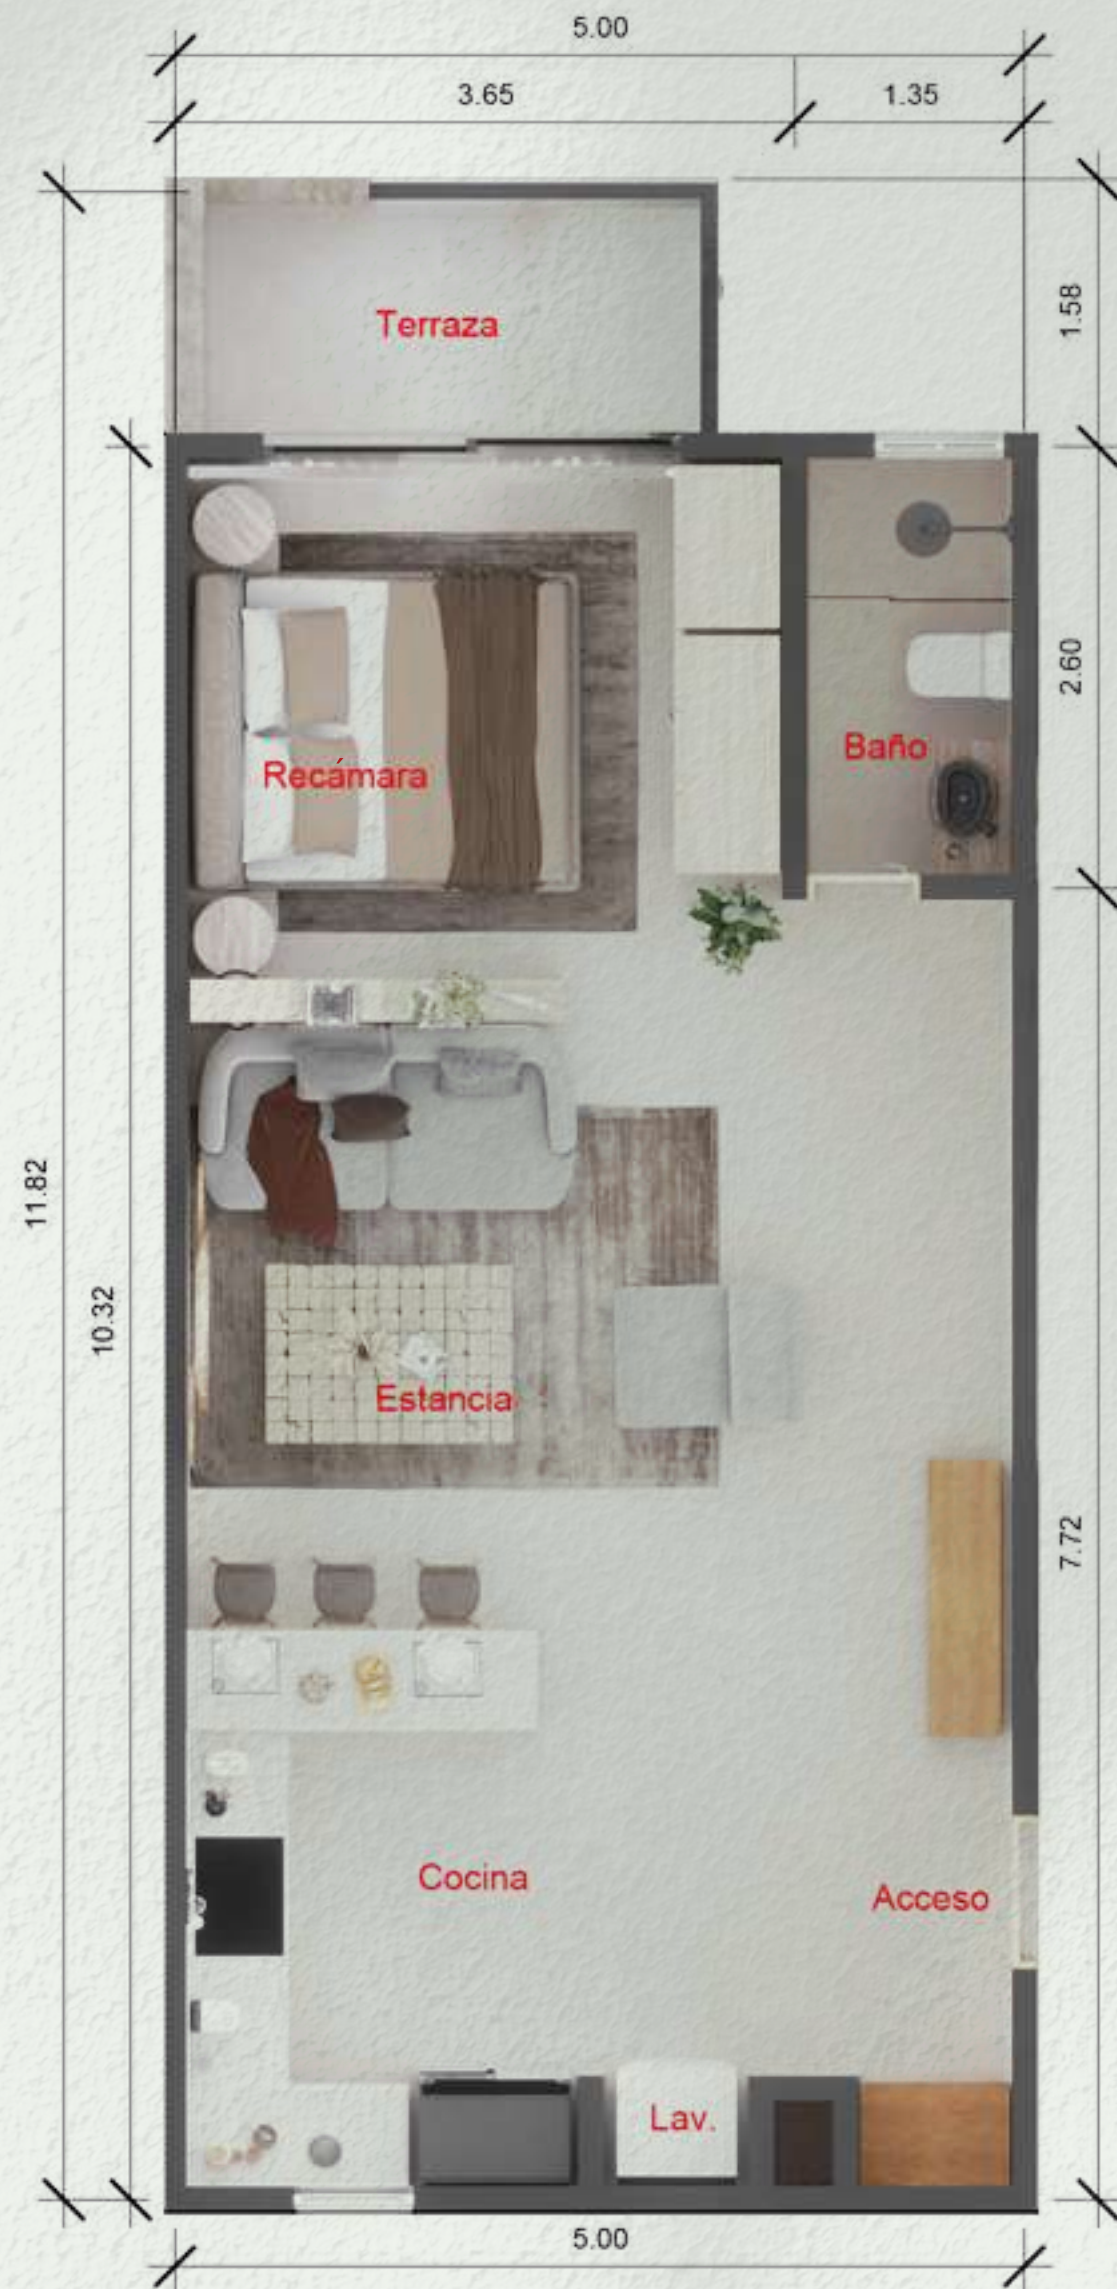 5.00
3.65
1.35
Terraza
1.58
2.60
Baño
Recámara
11.82
10.32
Estancia
7.72
Cocina
Acceso
Lav.
5.00